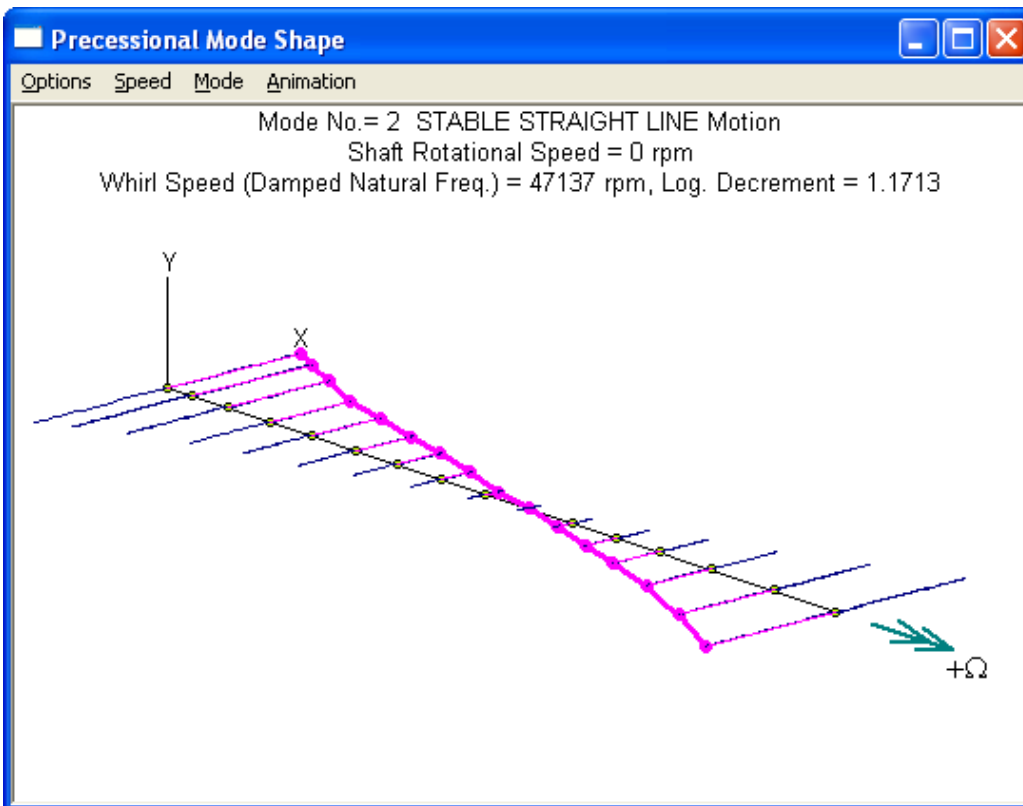 Precessional Mode Shape
Options Speed Mode Animation
Mode No.= 2 STABLE STRAIGHT LINE Motion
Shaft Rotational Speed = 0 rpm
Whirl Speed (Damped Natural Freq.) = 47137 rpm, Log. Decrement = 1.1713
Y
X
+Ω